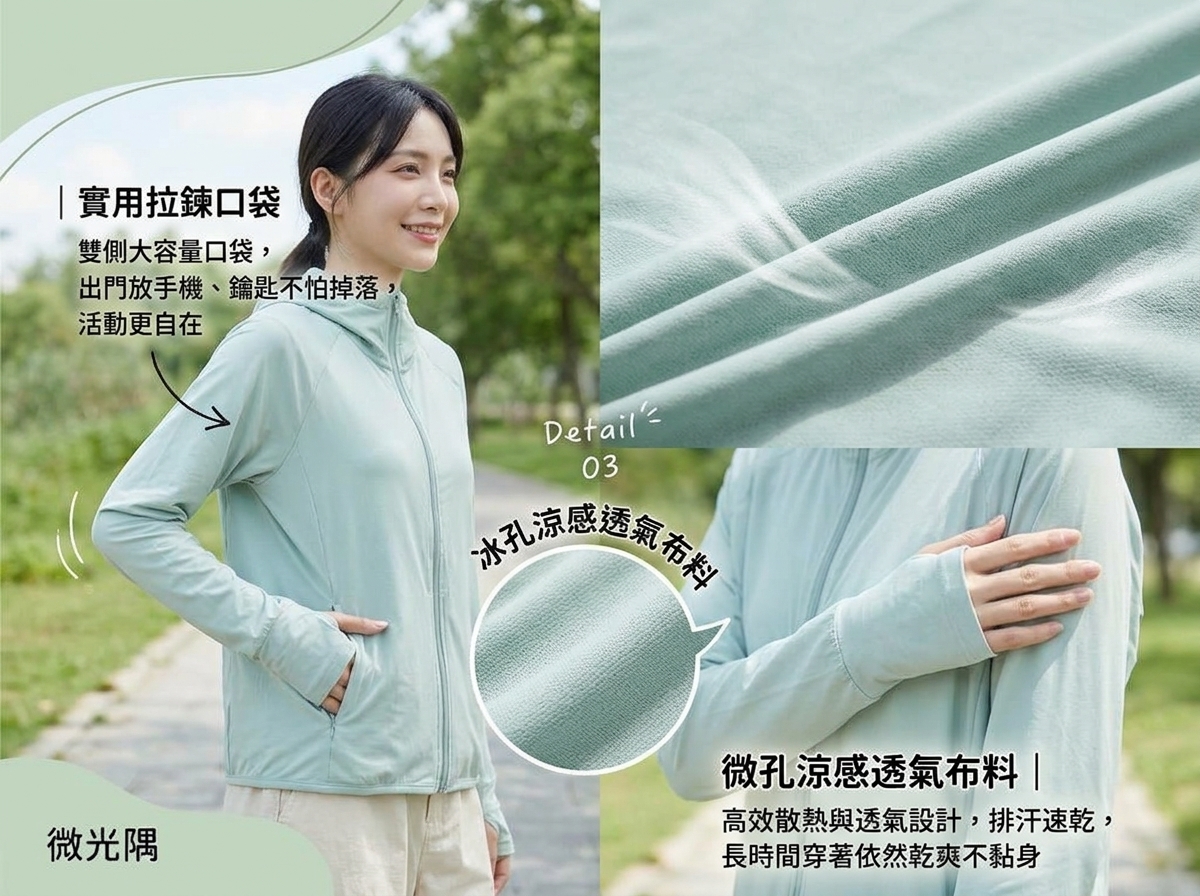 ｜實用拉鍊口袋
雙側大容量口袋，
出門放手機、鑰匙不怕掉落，
活動更自在
Detail
03
冰孔涼感透氣布料
微孔涼感透氣布料｜
高效散熱與透氣設計，排汗速乾，
長時間穿著依然乾爽不黏身
微光隅